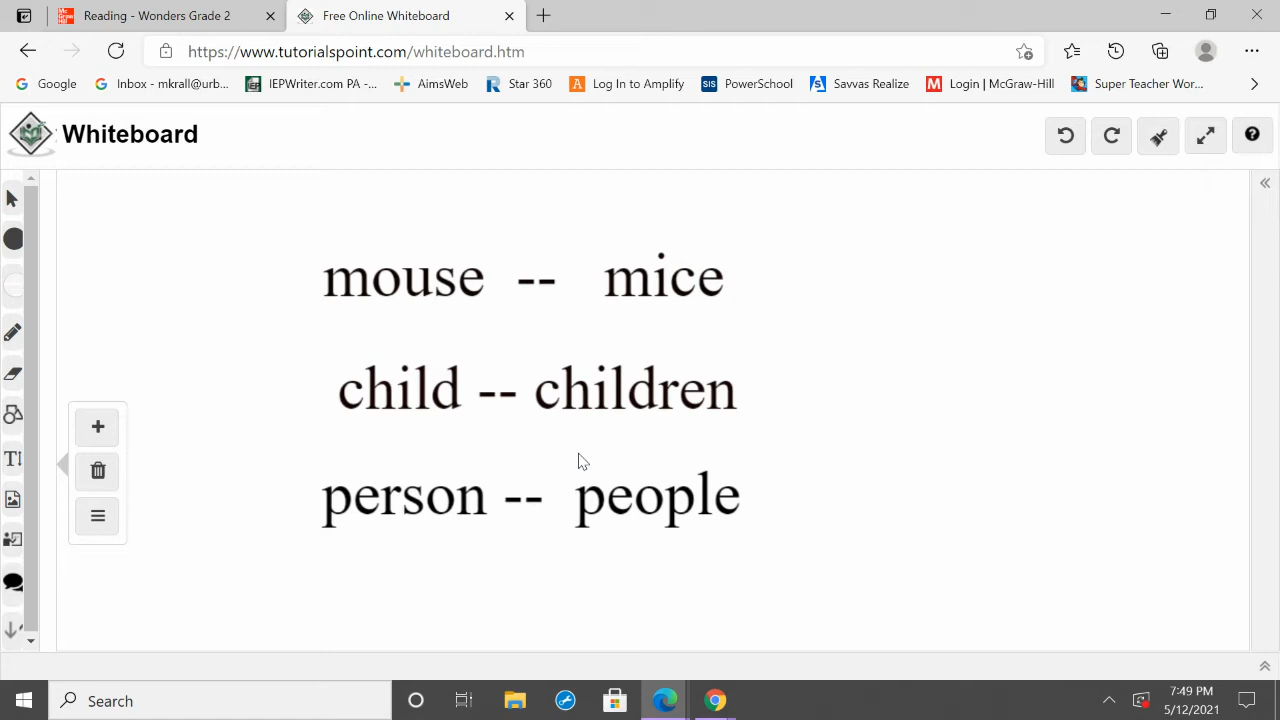 Reading - Wonders Grade 2
Free Online Whiteboard
https://www.tutorialspoint.com/whiteboard.htm
Google
Inbox - mkrall@urb...
IEPWriter.com PA -...
AimsWeb
Star 360
Log In to Amplify
PowerSchool
Savvas Realize
Login | McGraw-Hill
Super Teacher Wor...
Whiteboard
mouse -- mice
child -- children
person -- people
Search
7:49 PM
5/12/2021